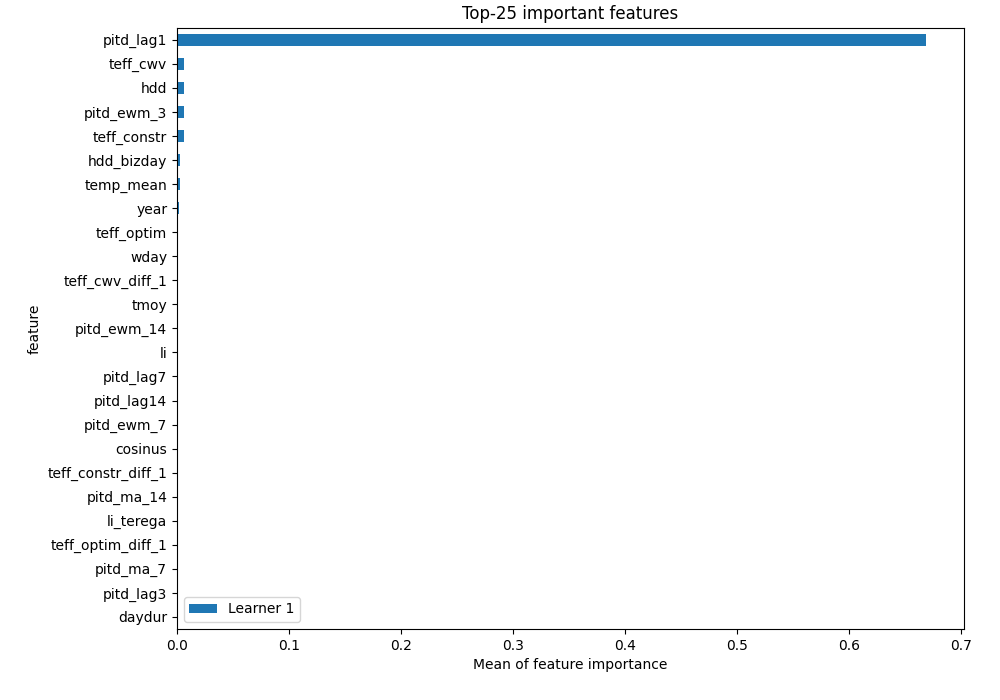 Top-25 important features
pitd_lag1
teff_cwv
hdd
pitd_ewm_3
teff_constr
hdd_bizday
temp_mean
year
teff_optim
wday
teff_cwv_diff_1
tmoy
pitd_ewm_14
li
pitd_lag7
pitd_lag14
pitd_ewm_7
cosinus
teff_constr_diff_1
pitd_ma_14
li_terega
teff_optim_diff_1
pitd_ma_7
pitd_lag3
daydur
feature
Learner 1
0.0 0.1 0.2 0.3 0.4 0.5 0.6 0.7
Mean of feature importance